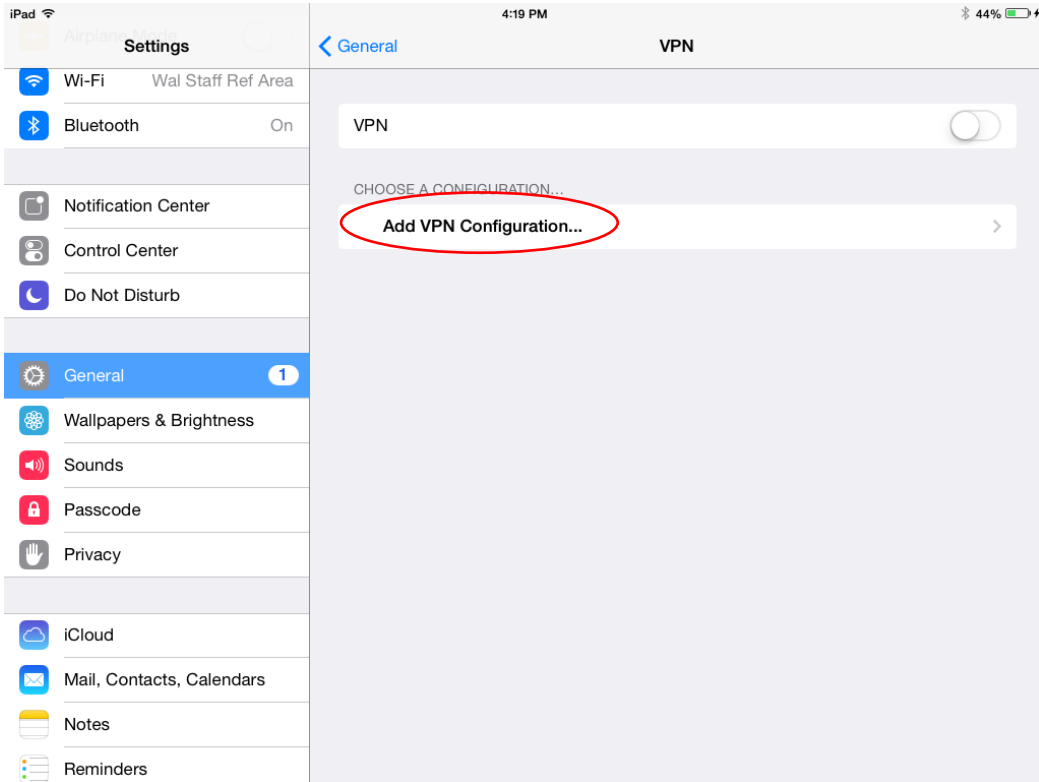 iPad 4:19 PM 44%
Airplane Mode
Settings
General VPN
Wi-Fi Wal Staff Ref Area
Bluetooth On
Notification Center
Control Center
Do Not Disturb
General 1
Wallpapers & Brightness
Sounds
Passcode
Privacy
iCloud
Mail, Contacts, Calendars
Notes
Reminders
VPN
CHOOSE A CONFIGURATION...
Add VPN Configuration...